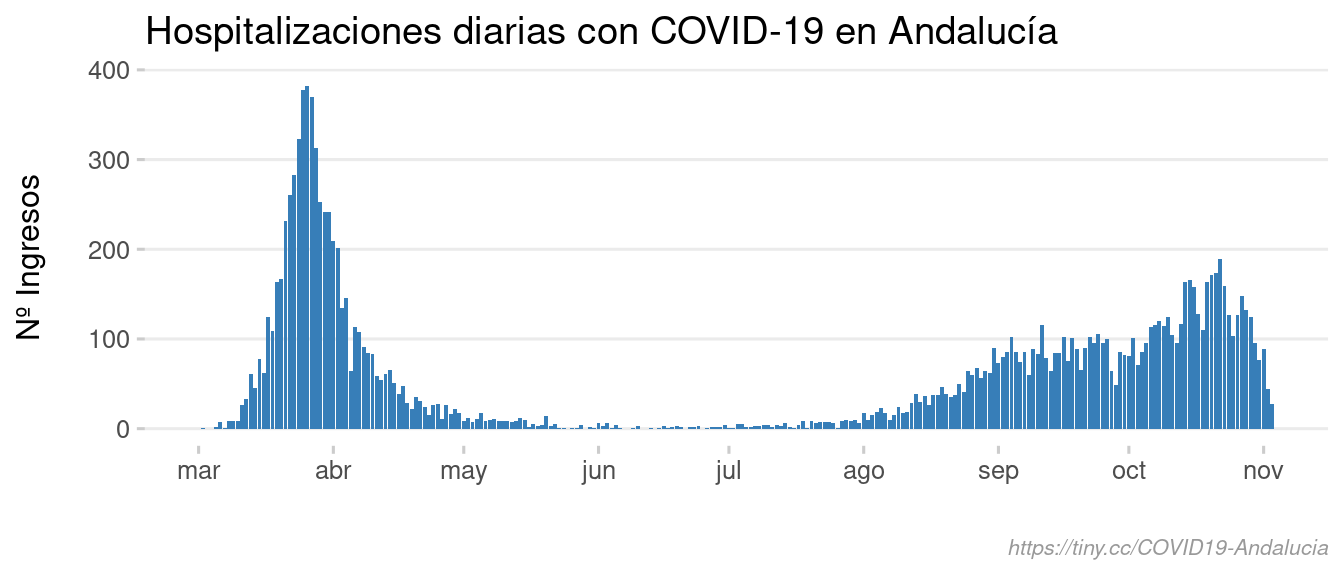 Hospitalizaciones diarias con COVID-19 en Andalucía
400
300
200
100
0
Nº Ingresos
mar abr may jun jul ago sep oct nov
https://tiny.cc/COVID19-Andalucia